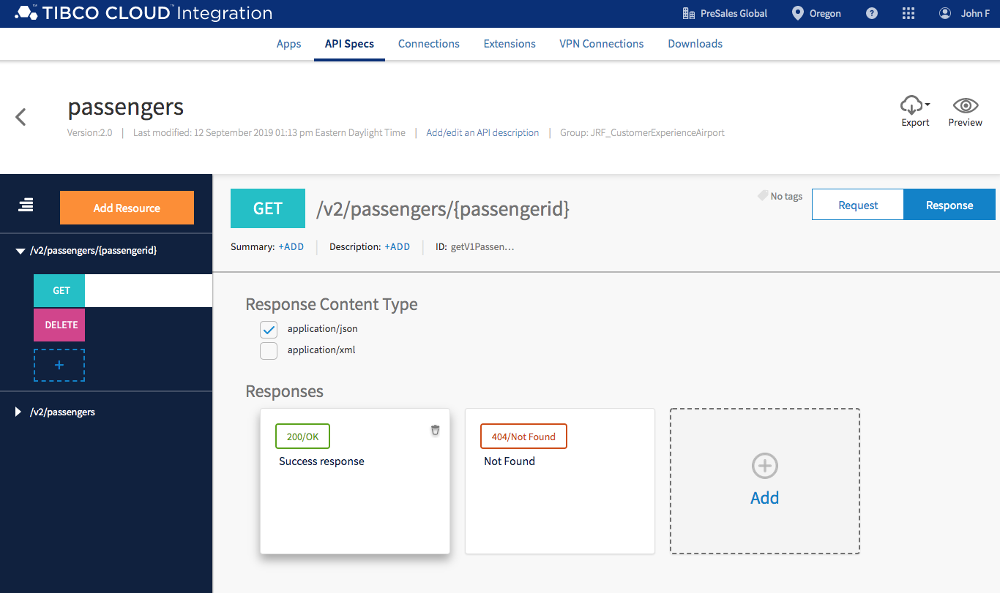 TIBCO CLOUD™ Integration
PreSales Global
Oregon
?
John F
Apps
API Specs
Connections
Extensions
VPN Connections
Downloads
passengers
Version:2.0 | Last modified: 12 September 2019 01:13 pm Eastern Daylight Time | Add/edit an API description | Group: JRF_CustomerExperienceAirport
Export
Preview
Add Resource
/v2/passengers/{passengerid}
GET
DELETE
+
/v2/passengers
GET
/v2/passengers/{passengerid}
No tags
Request
Response
Summary: +ADD
Description: +ADD
ID: getV1Passen...
Response Content Type
application/json
application/xml
Responses
200/OK
Success response
404/Not Found
Not Found
Add